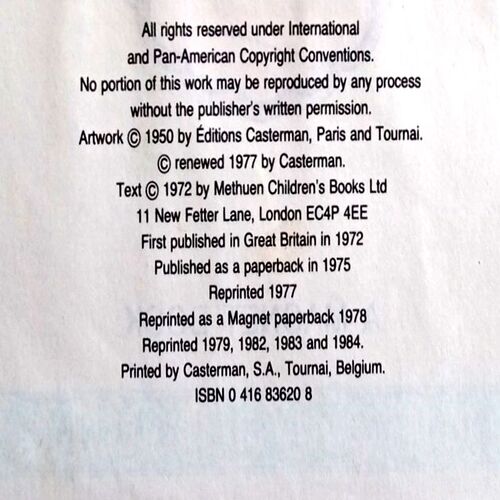 All rights reserved under International
and Pan-American Copyright Conventions.
No portion of this work may be reproduced by any process
without the publisher's written permission.
Artwork © 1950 by Éditions Casterman, Paris and Tournai.
© renewed 1977 by Casterman.
Text © 1972 by Methuen Children's Books Ltd
11 New Fetter Lane, London EC4P 4EE
First published in Great Britain in 1972
Published as a paperback in 1975
Reprinted 1977
Reprinted as a Magnet paperback 1978
Reprinted 1979, 1982, 1983 and 1984.
Printed by Casterman, S.A., Tournai, Belgium.
ISBN 0 416 83620 8